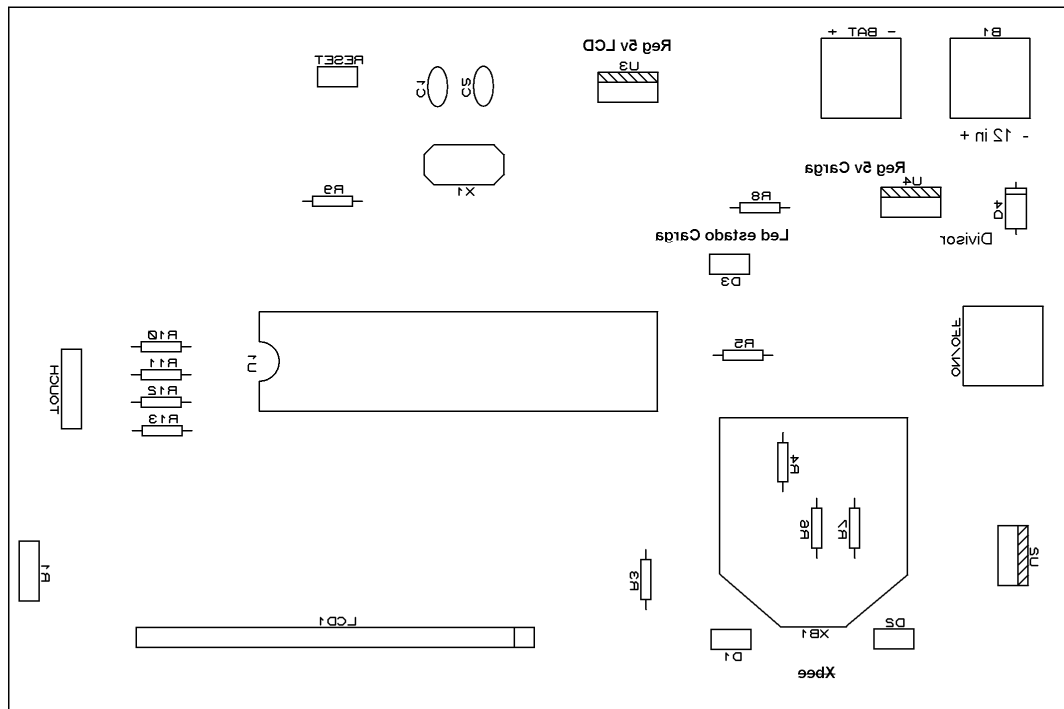 - BAT +
B1
Reg 5v LCD
RESET
U3
C1
C2
- 12 in +
Reg 5v Carga
U4
X1
R9
R8
D4
Led estado Carga
Divisor
D3
R10
ON/OFF
R5
U1
R11
TOUCH
R12
R13
R4
R6
R7
U2
R1
R3
LCD1
D2
XB1
D1
Xbee